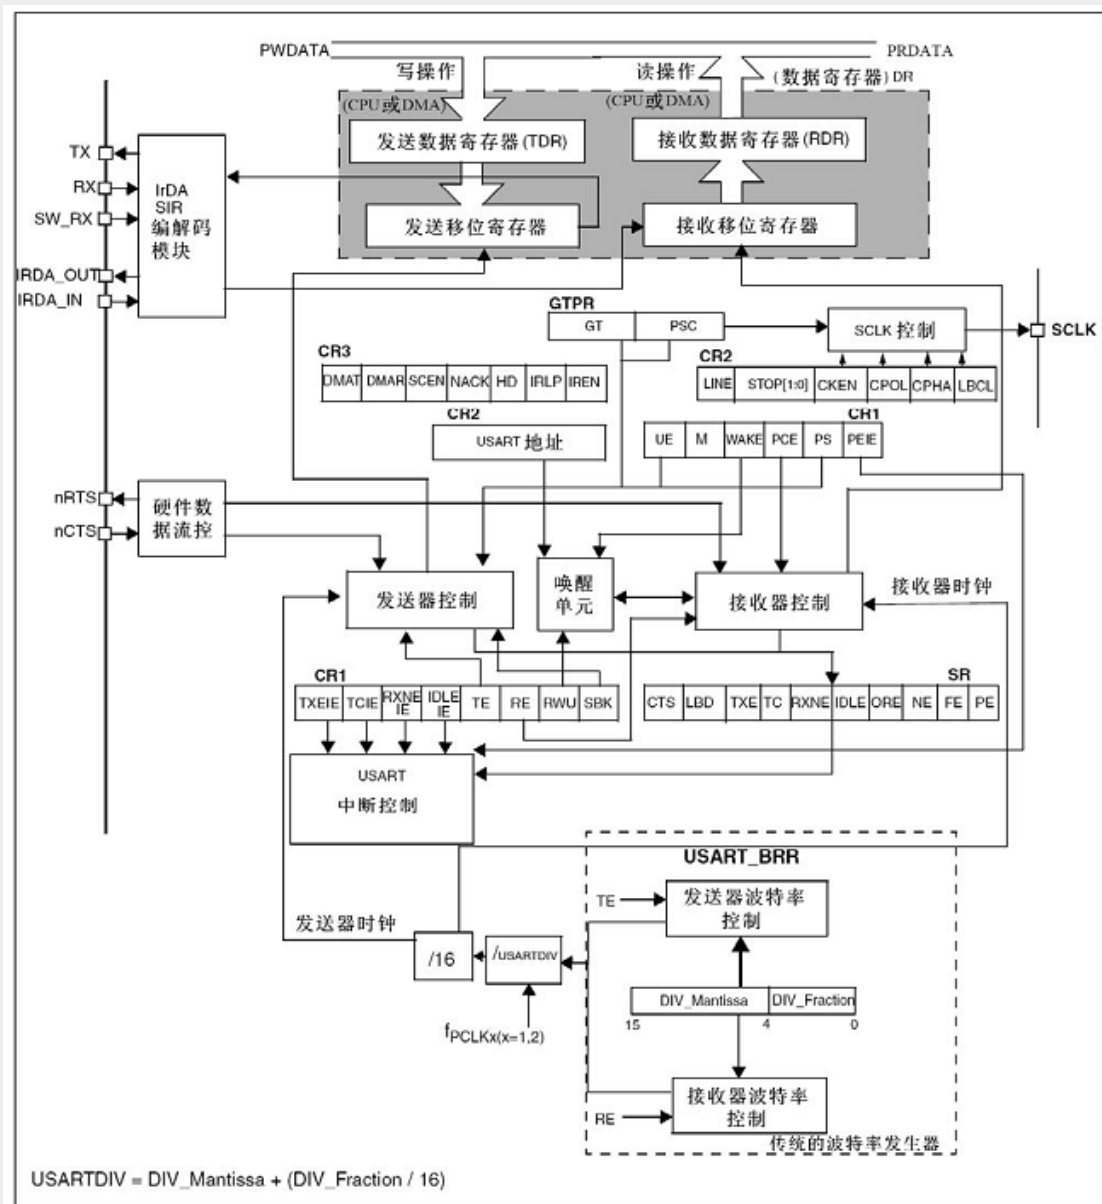 PWDATA
PRDATA
写操作
读操作
(数据寄存器) DR
(CPU或DMA)
(CPU或DMA)
发送数据寄存器(TDR)
接收数据寄存器(RDR)
TX
RX
SW_RX
IRDA_OUT
IRDA_IN
IrDA
SIR
编解码
模块
发送移位寄存器
接收移位寄存器
GTPR
GT
PSC
SCLK 控制
SCLK
CR3
DMAT
DMAR
SCEN
NACK
HD
IRLP
IREN
CR2
LINE
STOP[1:0]
CKEN
CPOL
CPHA
LBCL
CR2
USART 地址
CR1
UE
M
WAKE
PCE
PS
PEIE
nRTS
nCTS
硬件数
据流控
发送器控制
唤醒
单元
接收器控制
接收器时钟
CR1
TXEIE
TCIE
RXNE
IE
IDLE
IE
TE
RE
RWU
SBK
SR
CTS
LBD
TXE
TC
RXNE
IDLE
ORE
NE
FE
PE
USART
中断控制
USART_BRR
TE
发送器波特率
控制
发送器时钟
/16
/USARTDIV
fPCLKx(x=1,2)
DIV_Mantissa
DIV_Fraction
15
4
0
RE
接收器波特率
控制
传统的波特率发生器
USARTDIV = DIV_Mantissa + (DIV_Fraction / 16)